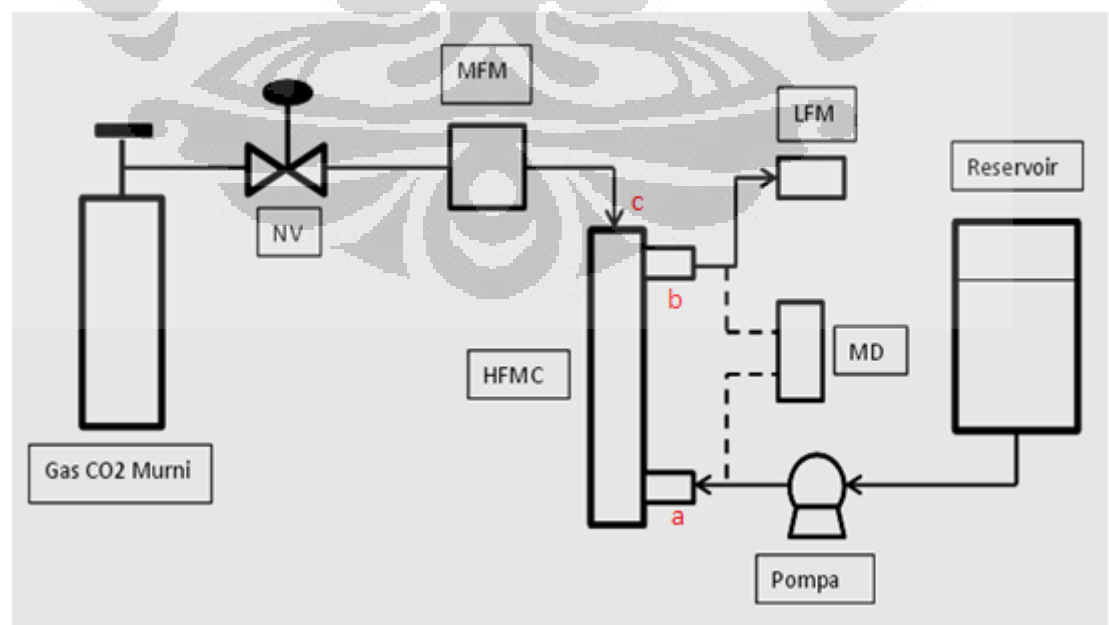 MFM
LFM
Reservoir
c
NV
b
MD
HFMC
Gas CO2 Murni
a
Pompa